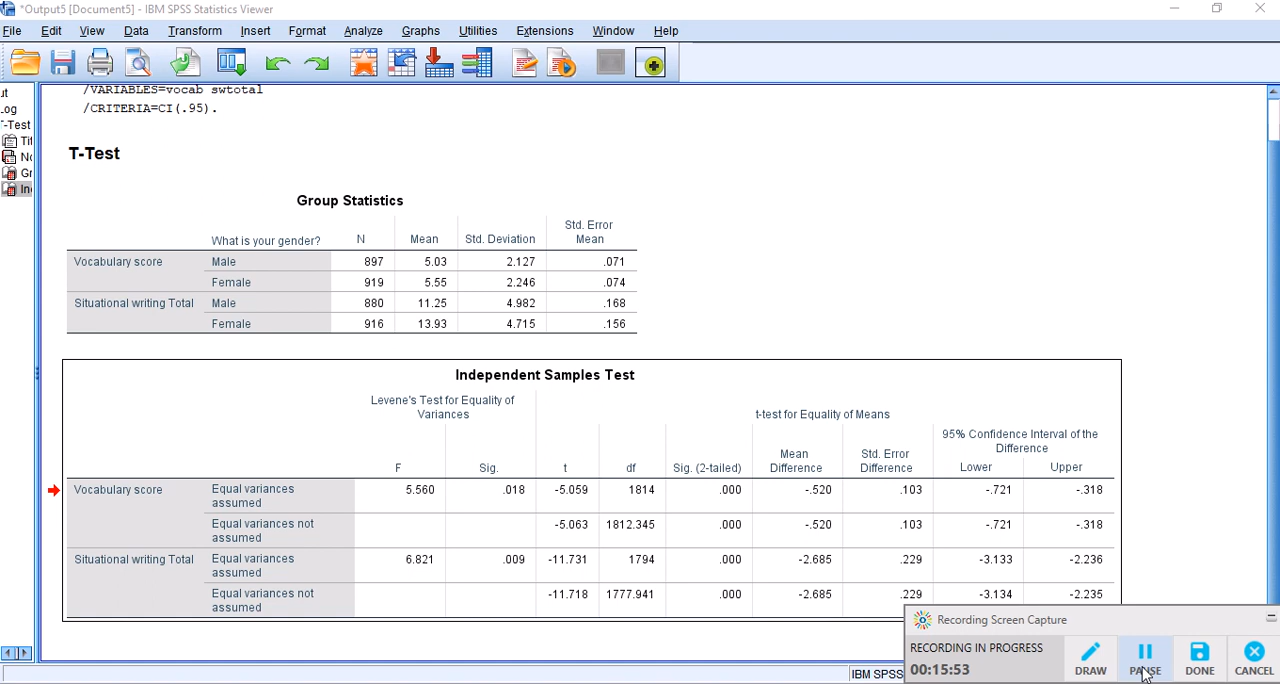 *Output5 [Document5] - IBM SPSS Statistics Viewer
File Edit View Data Transform Insert Format Analyze Graphs Utilities Extensions Window Help
/VARIABLES=vocab swtotal
/CRITERIA=CI(.95).
T-Test
Group Statistics
What is your gender? N Mean Std. Deviation Std. Error Mean
Vocabulary score Male 897 5.03 2.127 .071
Female 919 5.55 2.246 .074
Situational writing Total Male 880 11.25 4.982 .168
Female 916 13.93 4.715 .156
Independent Samples Test
Levene's Test for Equality of Variances
t-test for Equality of Means
95% Confidence Interval of the Difference
F Sig. t df Sig. (2-tailed) Mean Difference Std. Error Difference Lower Upper
Vocabulary score Equal variances assumed 5.560 .018 -5.059 1814 .000 -.520 .103 -.721 -.318
Equal variances not assumed -5.063 1812.345 .000 -.520 .103 -.721 -.318
Situational writing Total Equal variances assumed 6.821 .009 -11.731 1794 .000 -2.685 .229 -3.133 -2.236
Equal variances not assumed -11.718 1777.941 .000 -2.685 .229 -3.134 -2.235
Recording Screen Capture
RECORDING IN PROGRESS
00:15:53
DRAW PAUSE DONE CANCEL
IBM SPSS